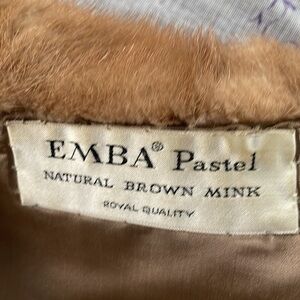 EMBA® Pastel
NATURAL BROWN MINK
ROYAL QUALITY